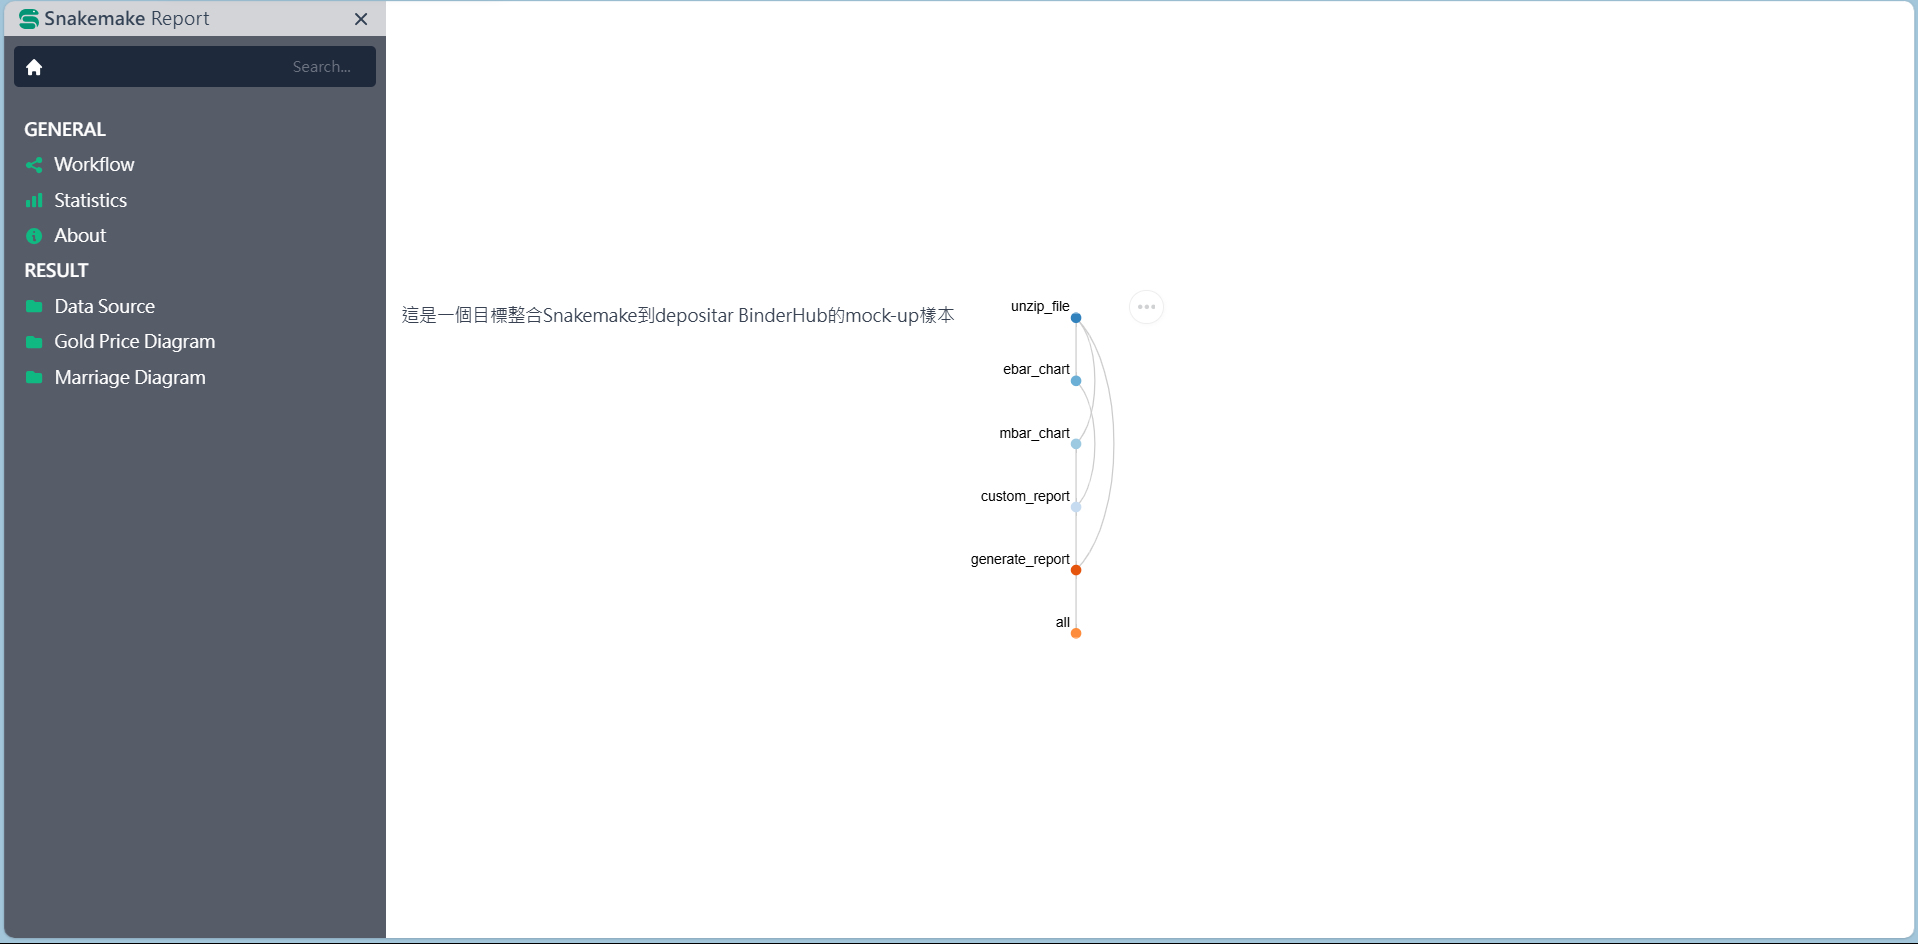 Snakemake Report
Search...
GENERAL
Workflow
Statistics
About
RESULT
Data Source
Gold Price Diagram
Marriage Diagram
這是一個目標整合Snakemake到depositar BinderHub的mock-up樣本
unzip_file
ebar_chart
mbar_chart
custom_report
generate_report
all